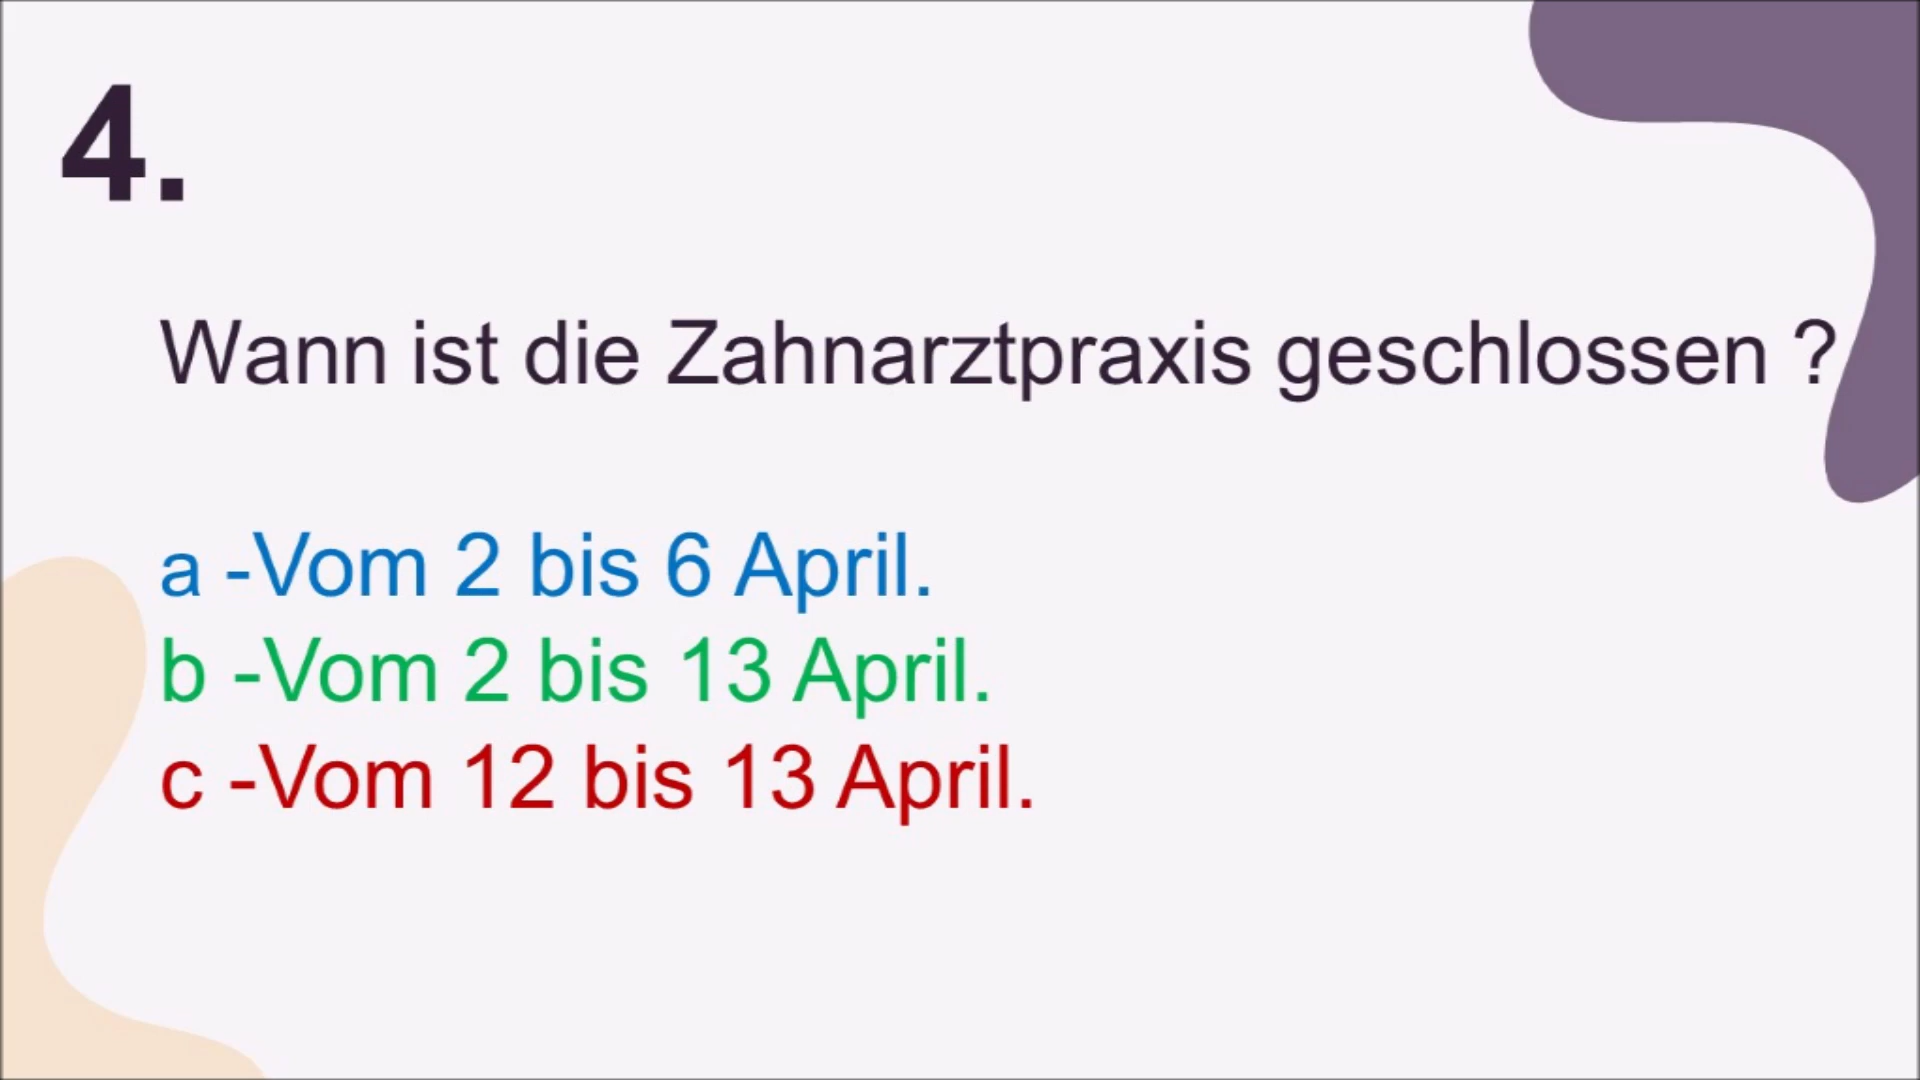 4.
Wann ist die Zahnarztpraxis geschlossen ?
a -Vom 2 bis 6 April.
b -Vom 2 bis 13 April.
c -Vom 12 bis 13 April.